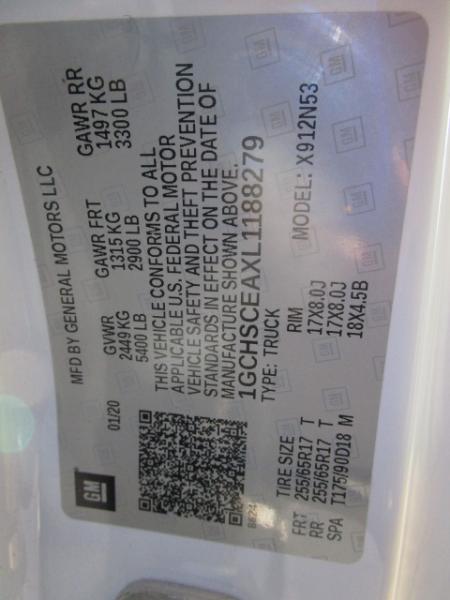 GM
MFD BY GENERAL MOTORS LLC
01/20
GVWR GAWR FRT GAWR RR
2449 KG 1315 KG 1497 KG
5400 LB 2900 LB 3300 LB
THIS VEHICLE CONFORMS TO ALL
APPLICABLE U.S. FEDERAL MOTOR
VEHICLE SAFETY AND THEFT PREVENTION
STANDARDS IN EFFECT ON THE DATE OF
MANUFACTURE SHOWN ABOVE.
1GCHSCEAXL1188279
TYPE: TRUCK MODEL: X912N53
TIRE SIZE RIM
FRT 255/65R17 T 17X8.0J
RR 255/65R17 T 17X8.0J
SPA T175/90D18 M 18X4.5B